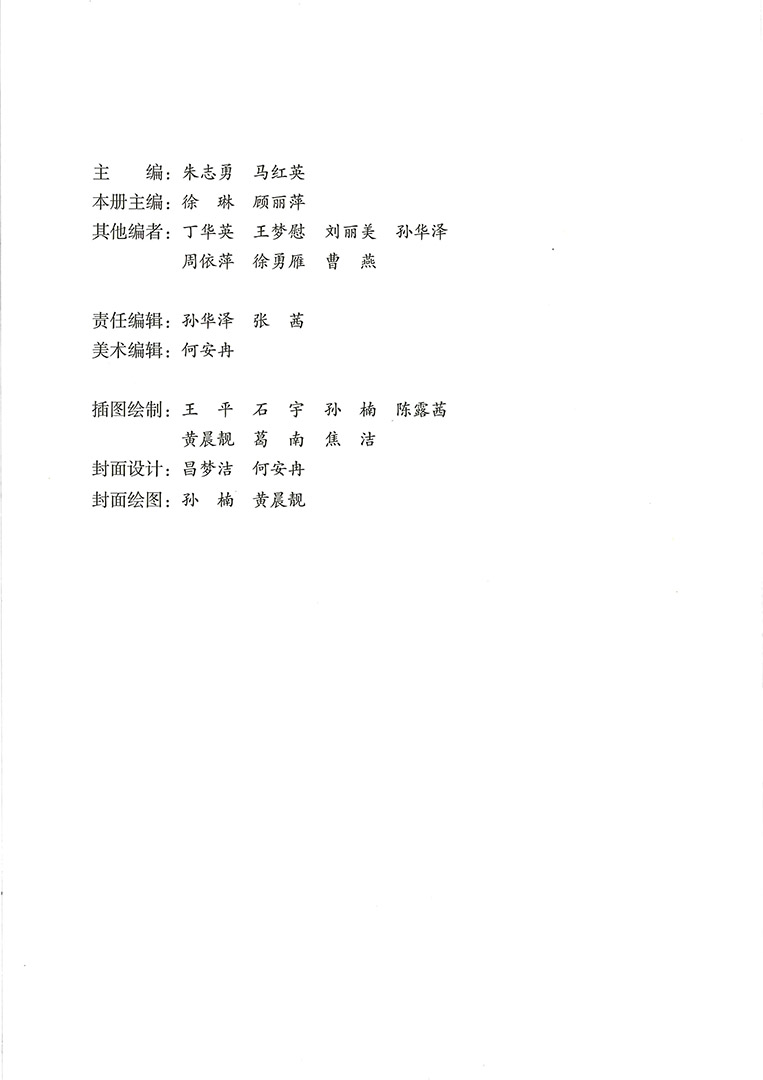 主　　编：朱志勇　马红英
本册主编：徐　琳　顾丽萍
其他编者：丁华英　王梦慰　刘丽美　孙华泽
周依萍　徐勇雁　曹　燕
责任编辑：孙华泽　张　茜
美术编辑：何安冉
插图绘制：王　平　石　宇　孙　楠　陈露茜
黄晨靓　葛　南　焦　洁
封面设计：昌梦洁　何安冉
封面绘图：孙　楠　黄晨靓